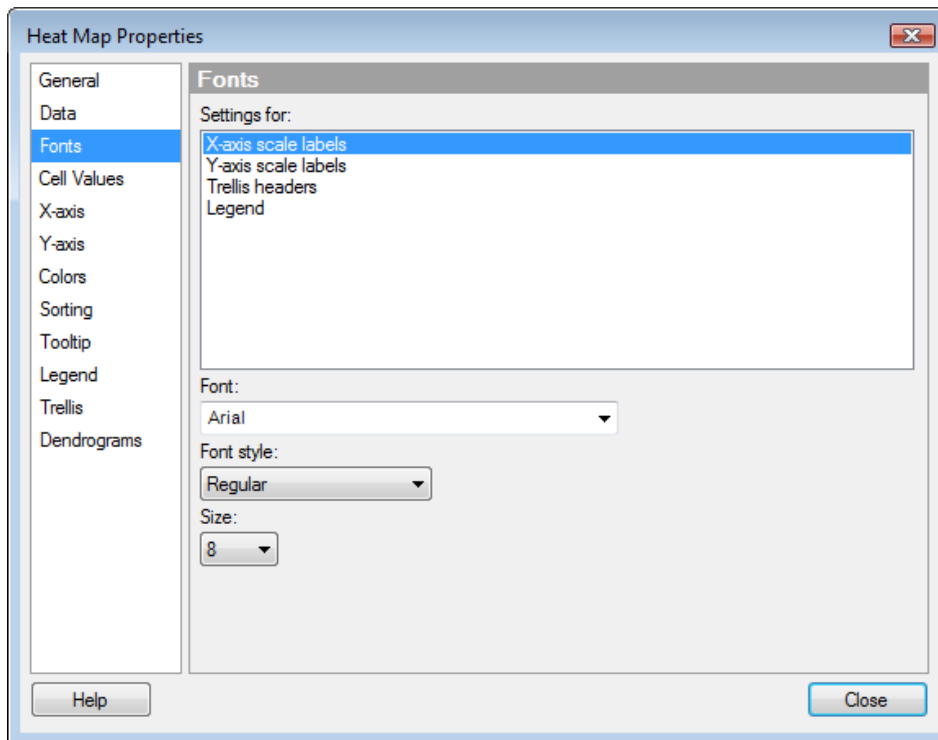 Heat Map Properties
General
Data
Fonts
Cell Values
X-axis
Y-axis
Colors
Sorting
Tooltip
Legend
Trellis
Dendrograms
Fonts
Settings for:
X-axis scale labels
Y-axis scale labels
Trellis headers
Legend
Font:
Arial
Font style:
Regular
Size:
8
Help
Close